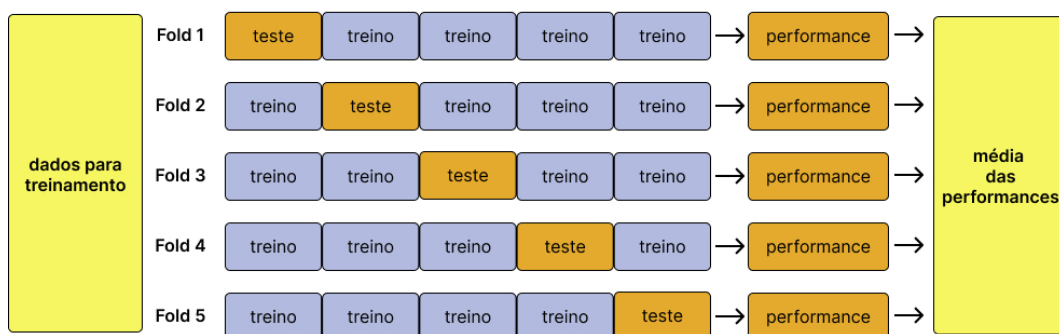 dados para
treinamento
Fold 1 teste treino treino treino treino performance
Fold 2 treino teste treino treino treino performance
Fold 3 treino treino teste treino treino performance
Fold 4 treino treino treino teste treino performance
Fold 5 treino treino treino treino teste performance
média
das
performances